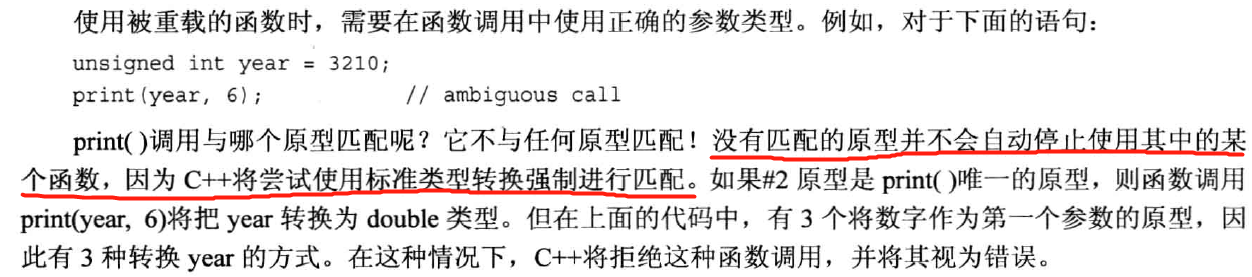 使用被重载的函数时，需要在函数调用中使用正确的参数类型。例如，对于下面的语句：
unsigned int year = 3210;
print(year, 6);          // ambiguous call
print( )调用与哪个原型匹配呢？它不与任何原型匹配！没有匹配的原型并不会自动停止使用其中的某
个函数，因为 C++将尝试使用标准类型转换强制进行匹配。如果#2 原型是 print( )唯一的原型，则函数调用
print(year, 6)将把 year 转换为 double 类型。但在上面的代码中，有 3 个将数字作为第一个参数的原型，因
此有 3 种转换 year 的方式。在这种情况下，C++将拒绝这种函数调用，并将其视为错误。